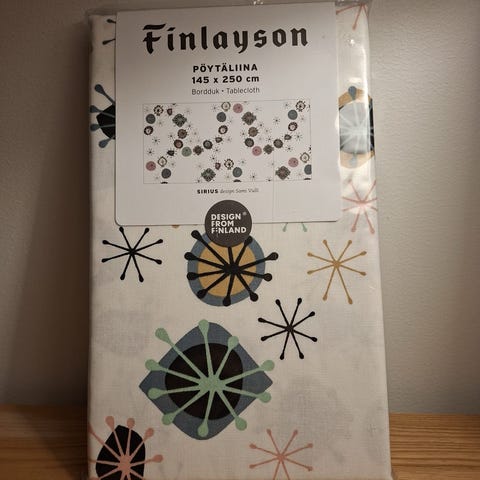 Finlayson
PÖYTÄLIINA
145 x 250 cm
Bordduk • Tablecloth
SIRIUS design Sami Vulli
DESIGN
FROM
FINLAND